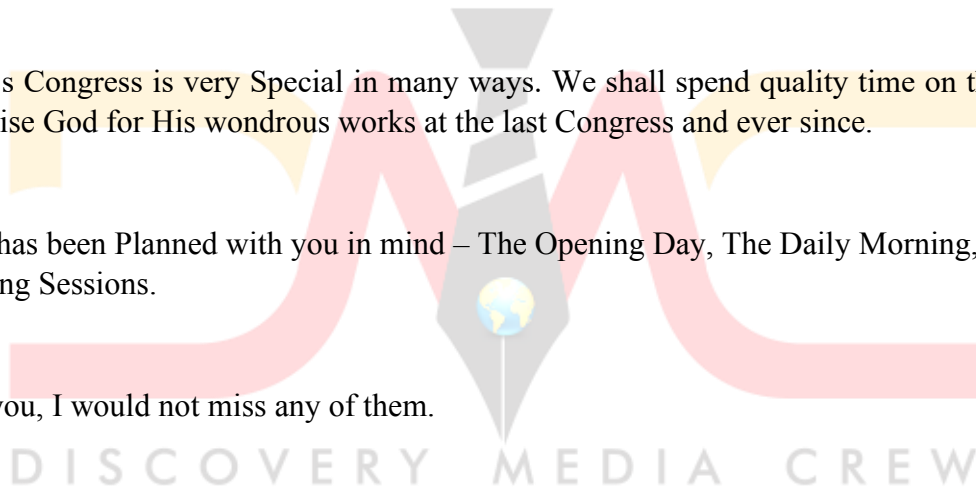 s Congress is very Special in many ways. We shall spend quality time on th
ise God for His wondrous works at the last Congress and ever since.
has been Planned with you in mind – The Opening Day, The Daily Morning,
ng Sessions.
you, I would not miss any of them.
DISCOVERY MEDIA CREW